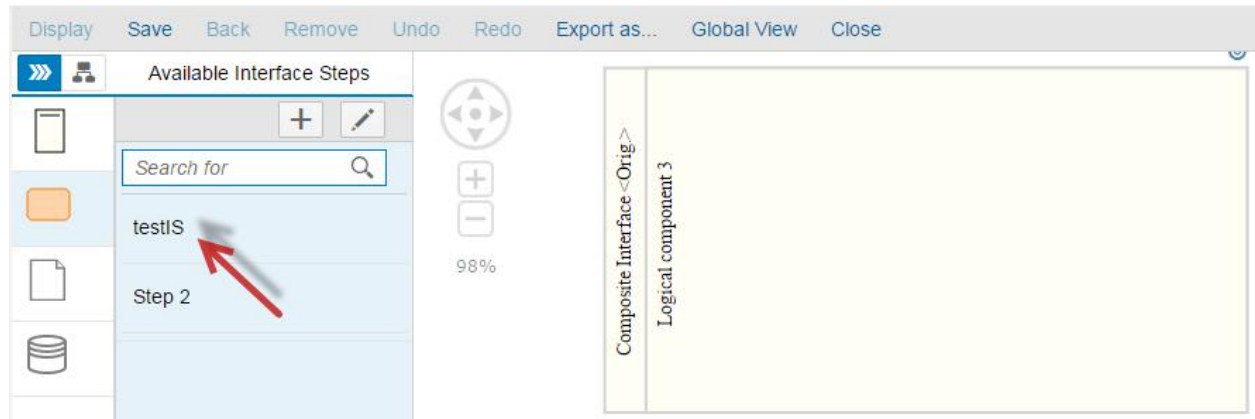 Display Save Back Remove Undo Redo Export as... Global View Close
Available Interface Steps
Search for
testIS
Step 2
98%
Composite Interface <Orig.>
Logical component 3